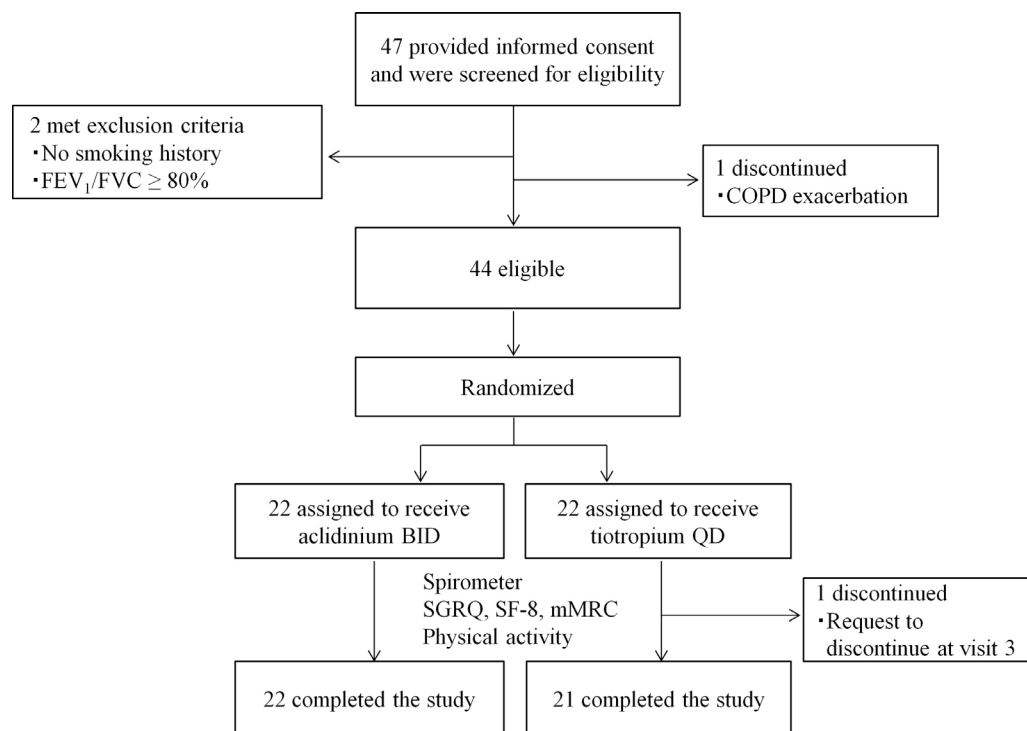 47 provided informed consent
and were screened for eligibility
2 met exclusion criteria
・No smoking history
・FEV₁/FVC ≥ 80%
1 discontinued
・COPD exacerbation
44 eligible
Randomized
22 assigned to receive
aclidinium BID
22 assigned to receive
tiotropium QD
Spirometer
SGRQ, SF-8, mMRC
Physical activity
1 discontinued
・Request to
discontinue at visit 3
22 completed the study
21 completed the study